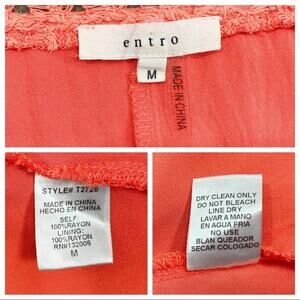 entro
M
MADE IN CHINA
STYLE# T2720
MADE IN CHINA
HECHO EN CHINA
SELF:
100%RAYON
LINING:
100%RAYON
RN#132005
M
DRY CLEAN ONLY
DO NOT BLEACH
LINE DRY
LAVAR A MANO
EN AGUA FRIA
NO USE
BLAN QUEADOR
SECAR COLOGADO